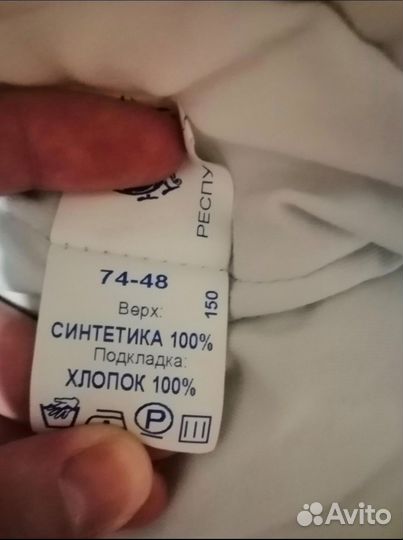 РЕСПУ
74-48
150
Верх:
СИНТЕТИКА 100%
Подкладка:
ХЛОПОК 100%
P
Avito